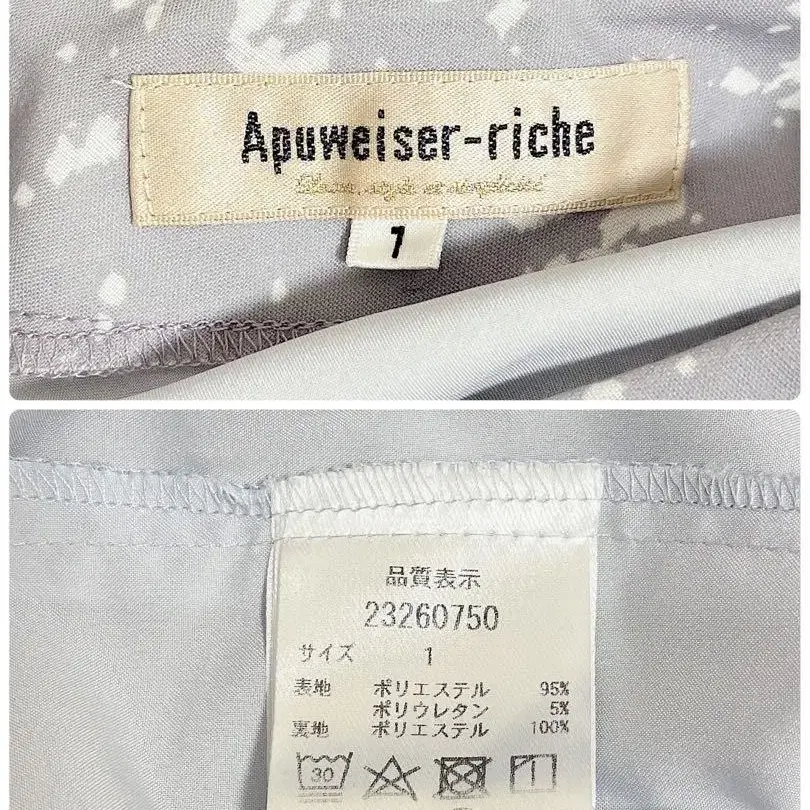 Apuweiser-riche
1
品質表示
23260750
サイズ 1
表地 ポリエステル 95%
ポリウレタン 5%
裏地 ポリエステル 100%
30